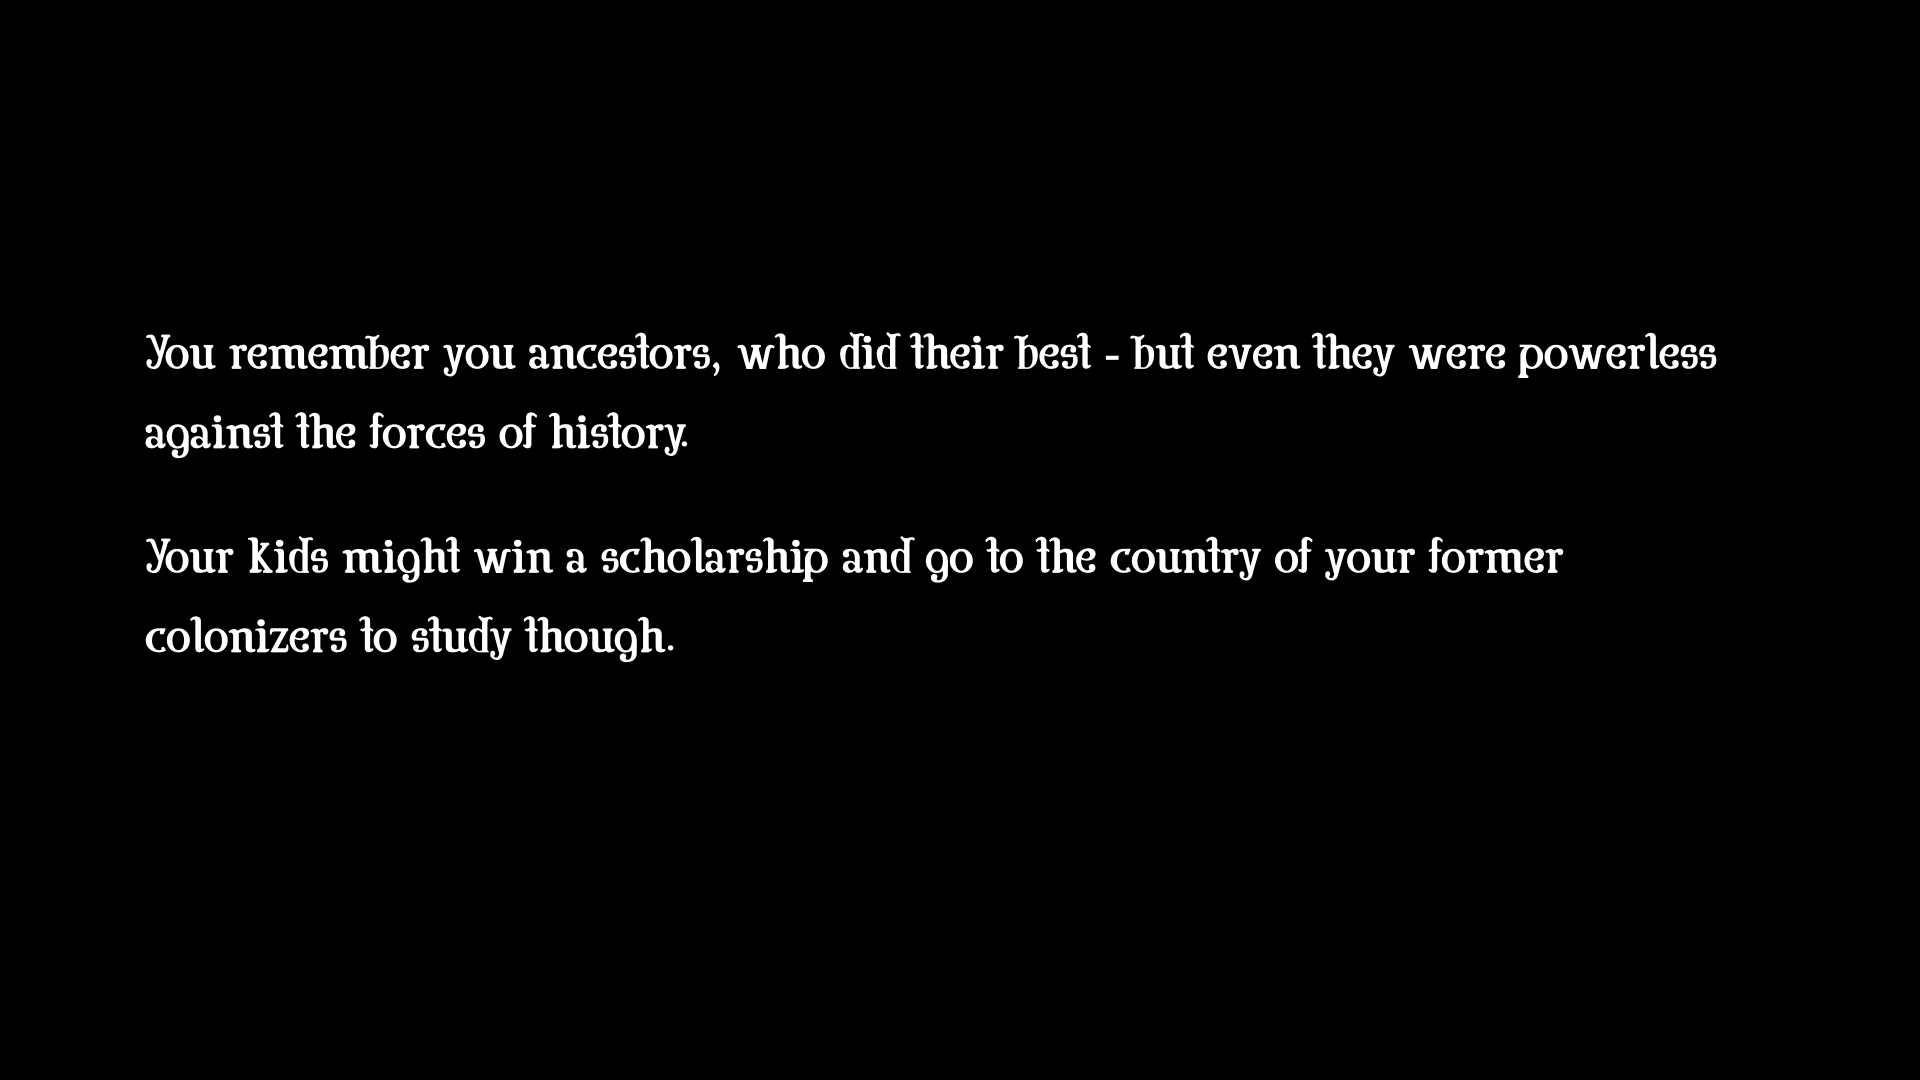 You remember you ancestors, who did their best - but even they were powerless
against the forces of history.
Your kids might win a scholarship and go to the country of your former
colonizers to study though.